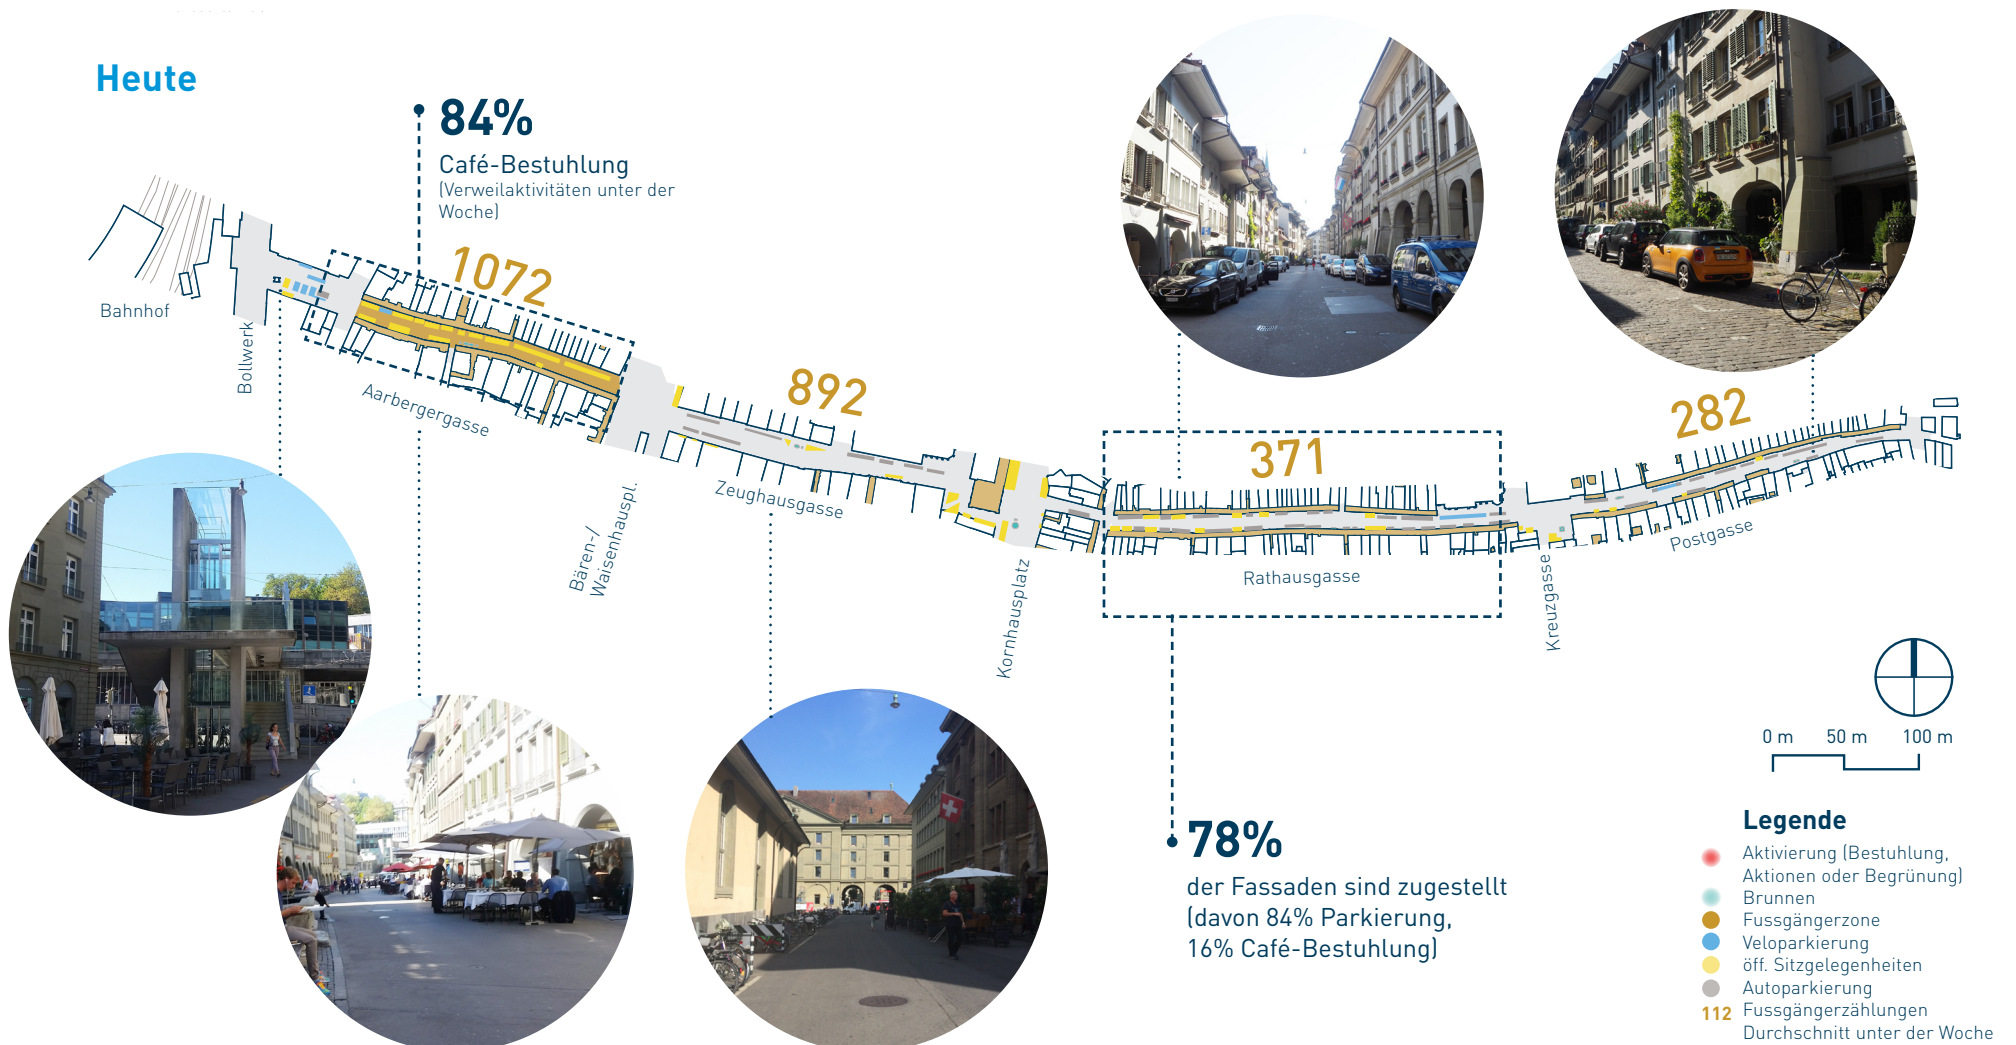 Heute
84%
Café-Bestuhlung
(Verweilaktivitäten unter der
Woche)
1072
892
371
282
Bahnhof
Bollwerk
Aarbergergasse
Bären-/
Waisenhauspl.
Zeughausgasse
Kornhausplatz
Rathausgasse
Kreuzgasse
Postgasse
78%
der Fassaden sind zugestellt
(davon 84% Parkierung,
16% Café-Bestuhlung)
0 m 50 m 100 m
Legende
Aktivierung (Bestuhlung,
Aktionen oder Begrünung)
Brunnen
Fussgängerzone
Veloparkierung
öff. Sitzgelegenheiten
Autoparkierung
112 Fussgängerzählungen
Durchschnitt unter der Woche